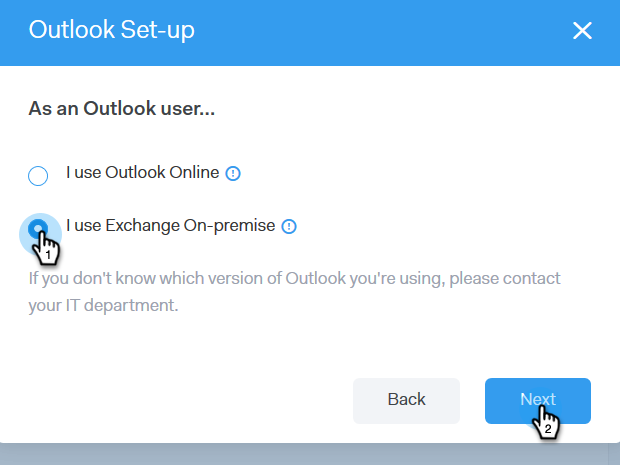 Outlook Set-up
As an Outlook user...
I use Outlook Online
I use Exchange On-premise
1
If you don't know which version of Outlook you're using, please contact
your IT department.
Back
Next
2